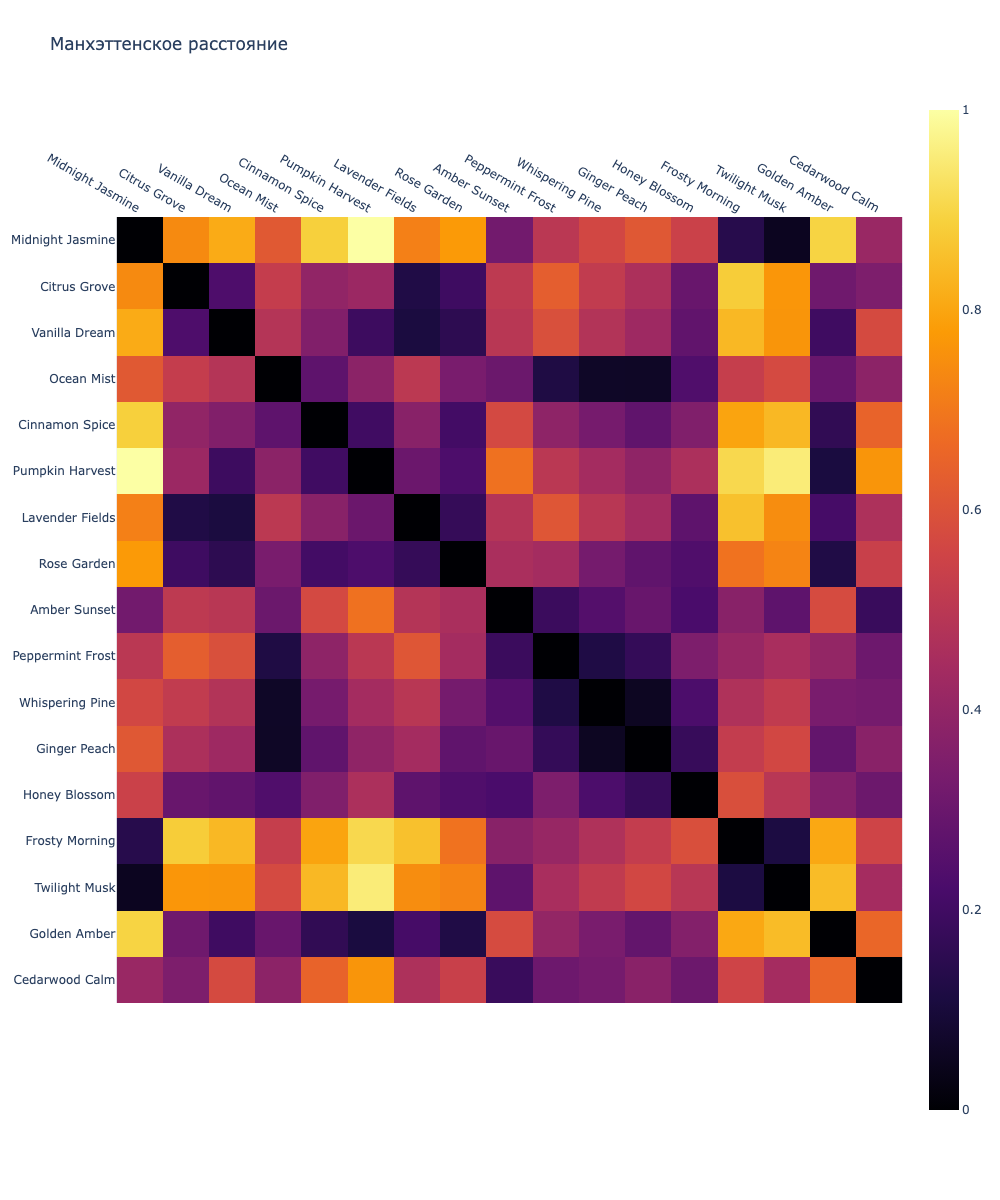 Манхэттенское расстояние
Midnight Jasmine
Citrus Grove
Vanilla Dream
Ocean Mist
Cinnamon Spice
Pumpkin Harvest
Lavender Fields
Rose Garden
Amber Sunset
Peppermint Frost
Whispering Pine
Ginger Peach
Honey Blossom
Frosty Morning
Twilight Musk
Golden Amber
Cedarwood Calm
Midnight Jasmine
Citrus Grove
Vanilla Dream
Ocean Mist
Cinnamon Spice
Pumpkin Harvest
Lavender Fields
Rose Garden
Amber Sunset
Peppermint Frost
Whispering Pine
Ginger Peach
Honey Blossom
Frosty Morning
Twilight Musk
Golden Amber
Cedarwood Calm
1
0.8
0.6
0.4
0.2
0